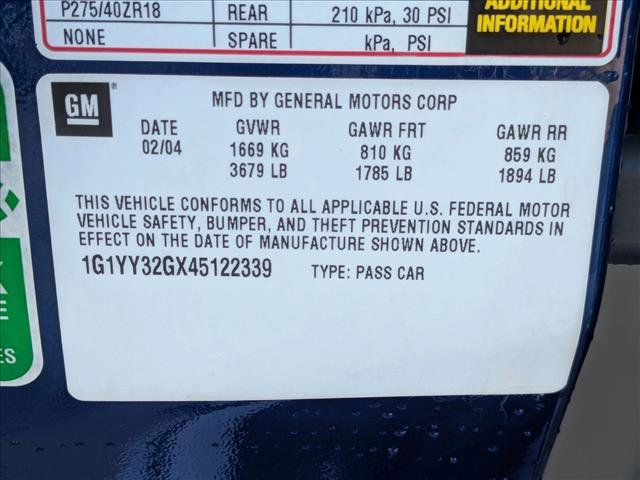 P275/40ZR18 REAR 210 kPa, 30 PSI ADDITIONAL
NONE SPARE kPa, PSI INFORMATION
GM ® MFD BY GENERAL MOTORS CORP
DATE GVWR GAWR FRT GAWR RR
02/04 1669 KG 810 KG 859 KG
3679 LB 1785 LB 1894 LB
THIS VEHICLE CONFORMS TO ALL APPLICABLE U.S. FEDERAL MOTOR
VEHICLE SAFETY, BUMPER, AND THEFT PREVENTION STANDARDS IN
EFFECT ON THE DATE OF MANUFACTURE SHOWN ABOVE.
1G1YY32GX45122339 TYPE: PASS CAR